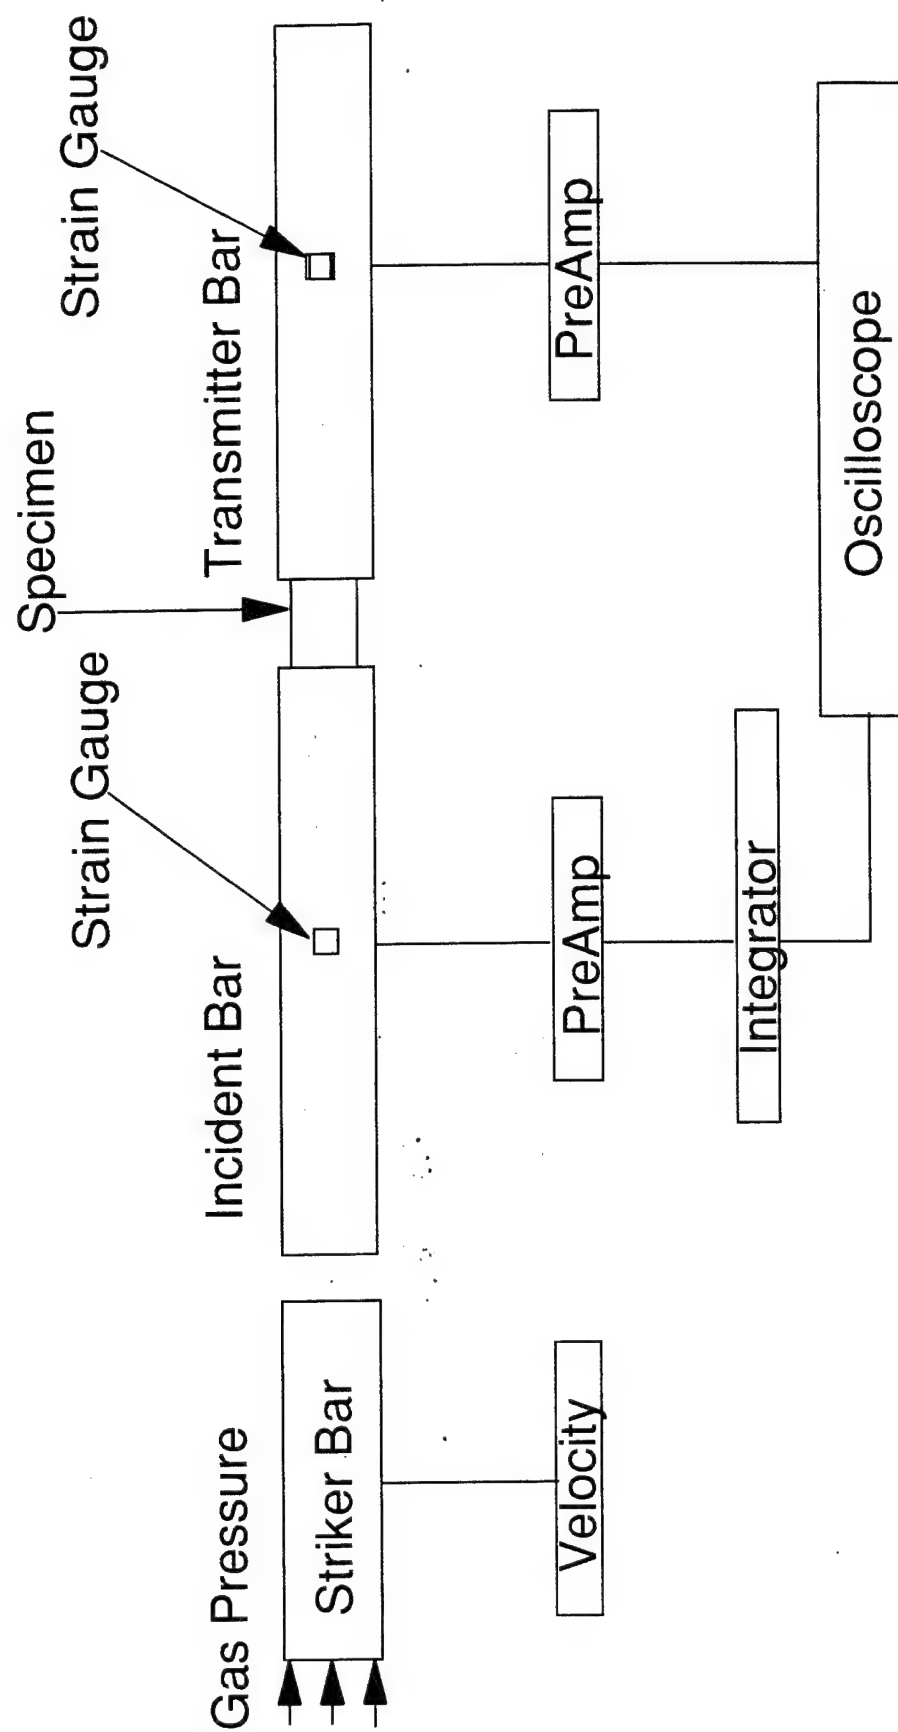 Specimen
Strain Gauge
Strain Gauge
Gas Pressure
Incident Bar
Transmitter Bar
Striker Bar
Velocity
PreAmp
PreAmp
Integrator
Oscilloscope